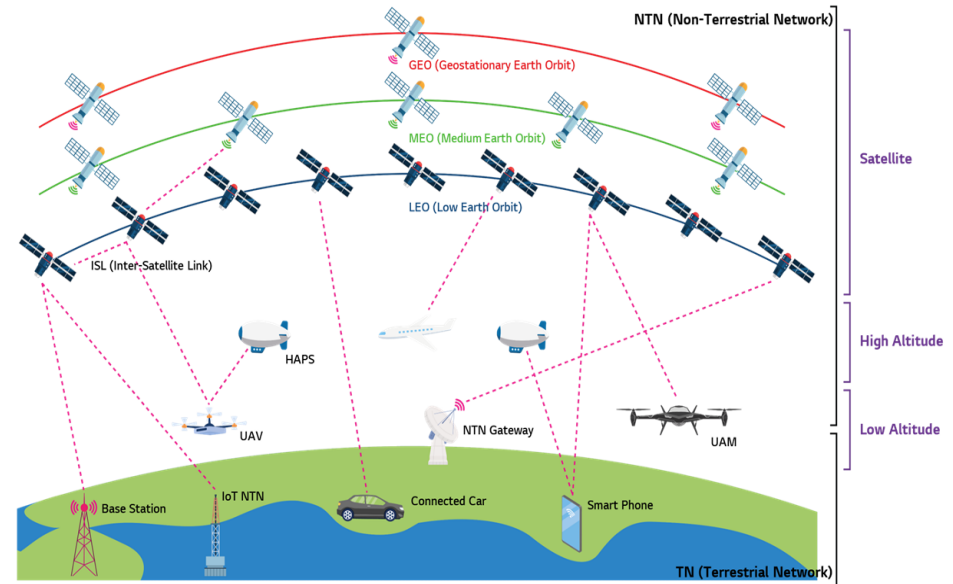 NTN (Non-Terrestrial Network)
GEO (Geostationary Earth Orbit)
MEO (Medium Earth Orbit)
Satellite
LEO (Low Earth Orbit)
ISL (Inter-Satellite Link)
High Altitude
HAPS
Low Altitude
NTN Gateway
UAV
UAM
IoT NTN
Base Station
Connected Car
Smart Phone
TN (Terrestrial Network)